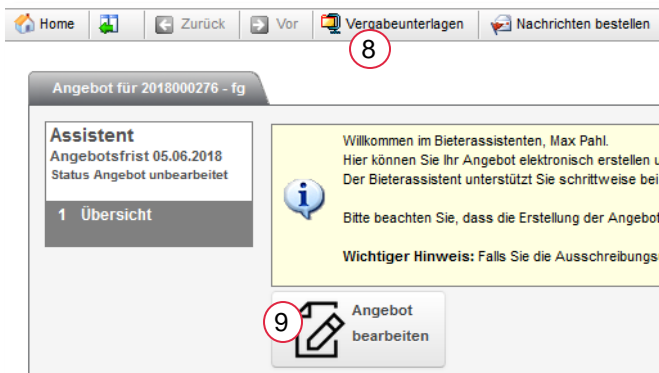 Home Zurück Vor Vergabeunterlagen Nachrichten bestellen
8
Angebot für 2018000276 - fg
Assistent
Angebotsfrist 05.06.2018
Status Angebot unbearbeitet
1 Übersicht
Willkommen im Bieterassistenten, Max Pahl.
Hier können Sie Ihr Angebot elektronisch erstellen
Der Bieterassistent unterstützt Sie schrittweise bei
Bitte beachten Sie, dass die Erstellung der Angebot
Wichtiger Hinweis: Falls Sie die Ausschreibungs
9
Angebot
bearbeiten